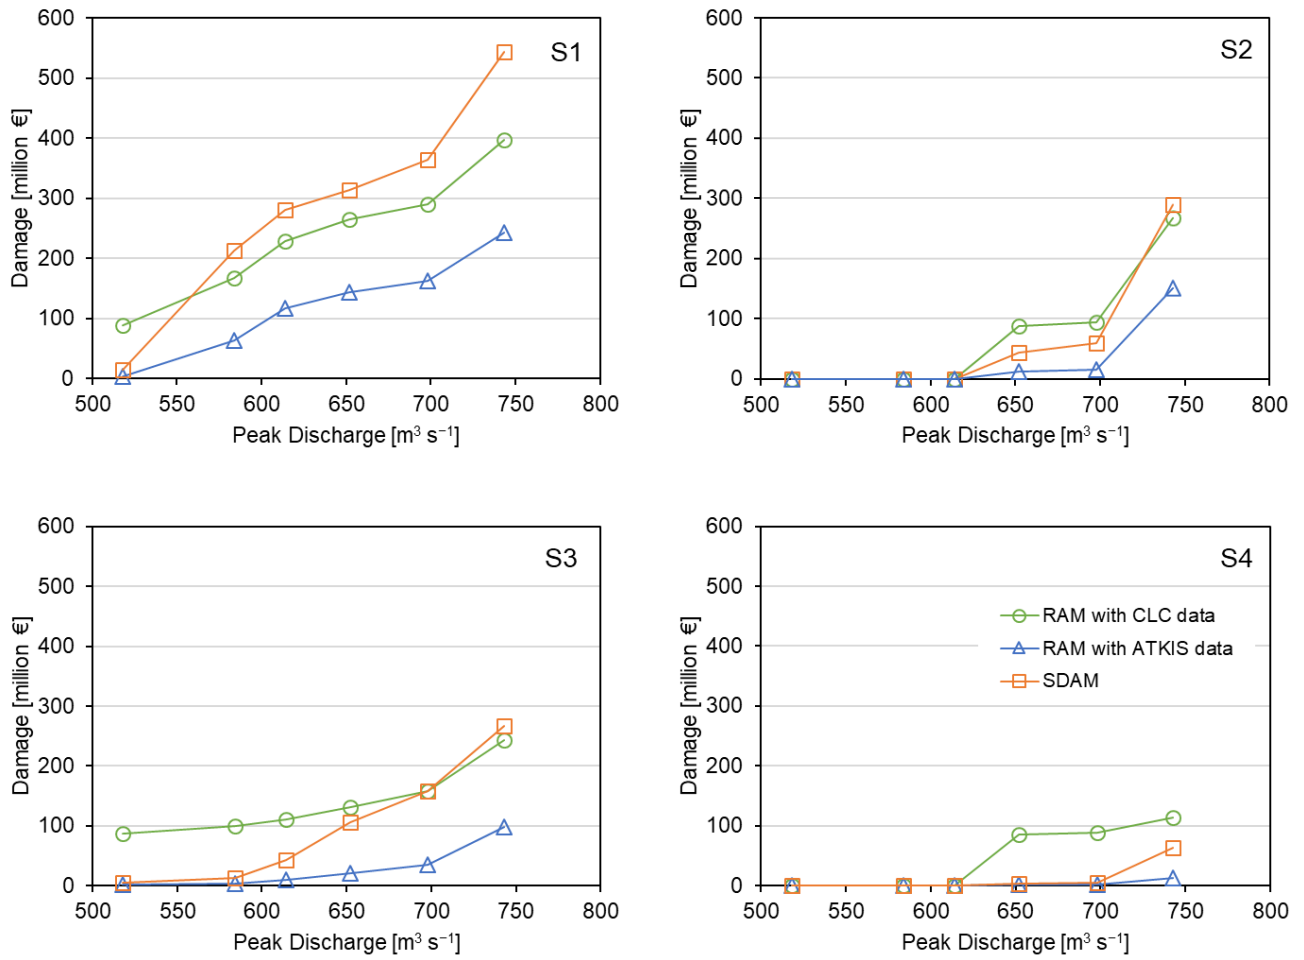 600
500
400
300
200
100
0
Damage [million €]
S1
500 550 600 650 700 750 800
Peak Discharge [m³ s⁻¹]
600
500
400
300
200
100
0
Damage [million €]
S2
500 550 600 650 700 750 800
Peak Discharge [m³ s⁻¹]
600
500
400
300
200
100
0
Damage [million €]
S3
500 550 600 650 700 750 800
Peak Discharge [m³ s⁻¹]
600
500
400
300
200
100
0
Damage [million €]
S4
RAM with CLC data
RAM with ATKIS data
SDAM
500 550 600 650 700 750 800
Peak Discharge [m³ s⁻¹]